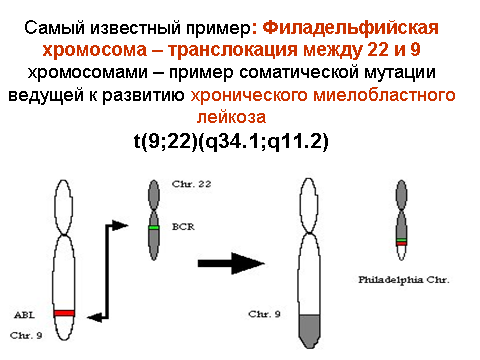 Самый известный пример: Филадельфийская
хромосома – транслокация между 22 и 9
хромосомами – пример соматической мутации
ведущей к развитию хронического миелобластного
лейкоза
t(9;22)(q34.1;q11.2)
Chr. 22
BCR
ABL
Chr. 9
Chr. 9
Philadelphia Chr.